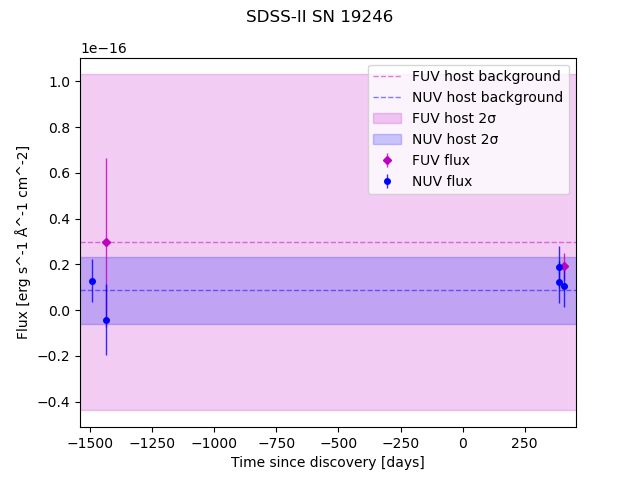 SDSS-II SN 19246
1e−16
FUV host background
NUV host background
FUV host 2σ
NUV host 2σ
FUV flux
NUV flux
1.0
0.8
0.6
0.4
0.2
0.0
−0.2
−0.4
Flux [erg s^-1 Å^-1 cm^-2]
−1500 −1250 −1000 −750 −500 −250 0 250
Time since discovery [days]